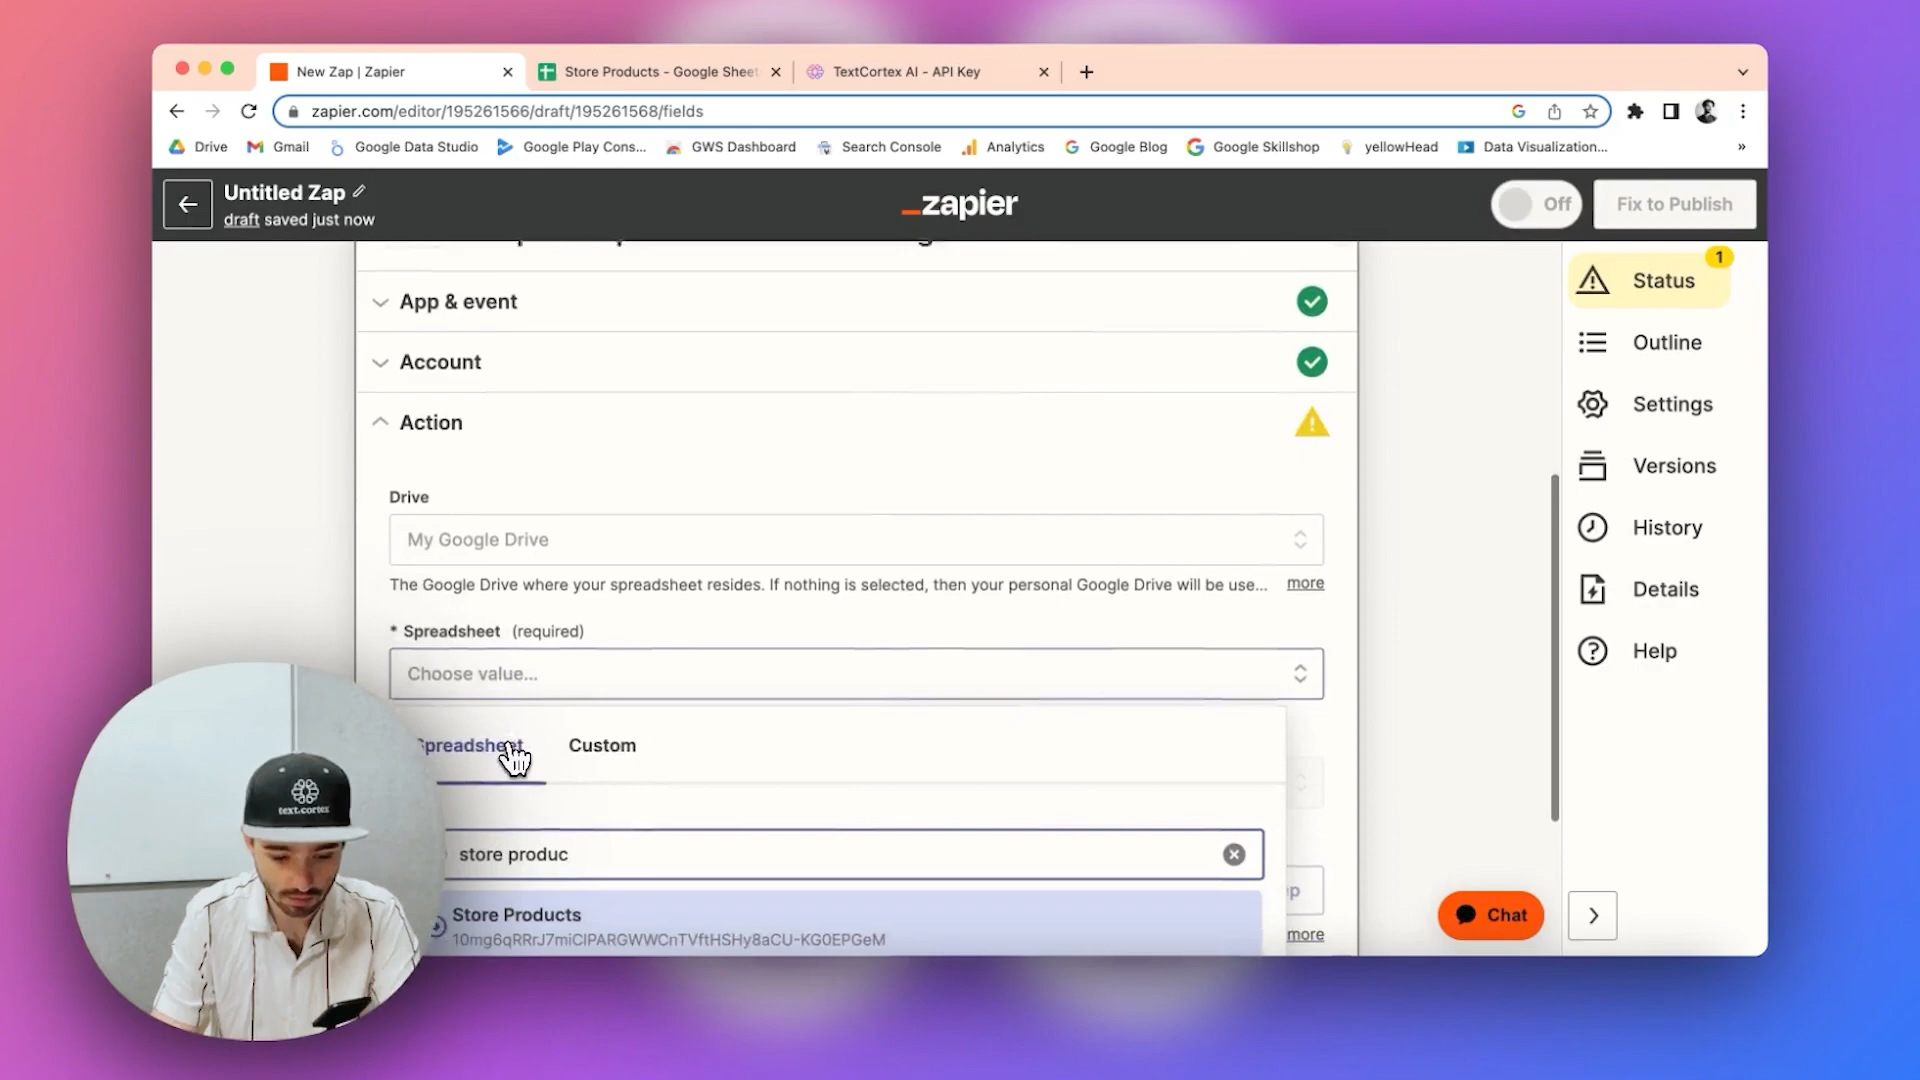 New Zap | Zapier
Store Products - Google Sheet
TextCortex AI - API Key
zapier.com/editor/195261566/draft/195261568/fields
Drive
Gmail
Google Data Studio
Google Play Cons...
GWS Dashboard
Search Console
Analytics
Google Blog
Google Skillshop
yellowHead
Data Visualization...
»
Untitled Zap
draft saved just now
_zapier
Off
Fix to Publish
App & event
Account
Action
Drive
My Google Drive
The Google Drive where your spreadsheet resides. If nothing is selected, then your personal Google Drive will be use... more
* Spreadsheet (required)
Choose value...
Spreadsheet
Custom
store produc
Store Products
10mg6qRRrJ7miCIPARGWWCnTVftHSHy8aCU-KG0EPGeM
more
1
Status
Outline
Settings
Versions
History
Details
Help
Chat
text.cortex